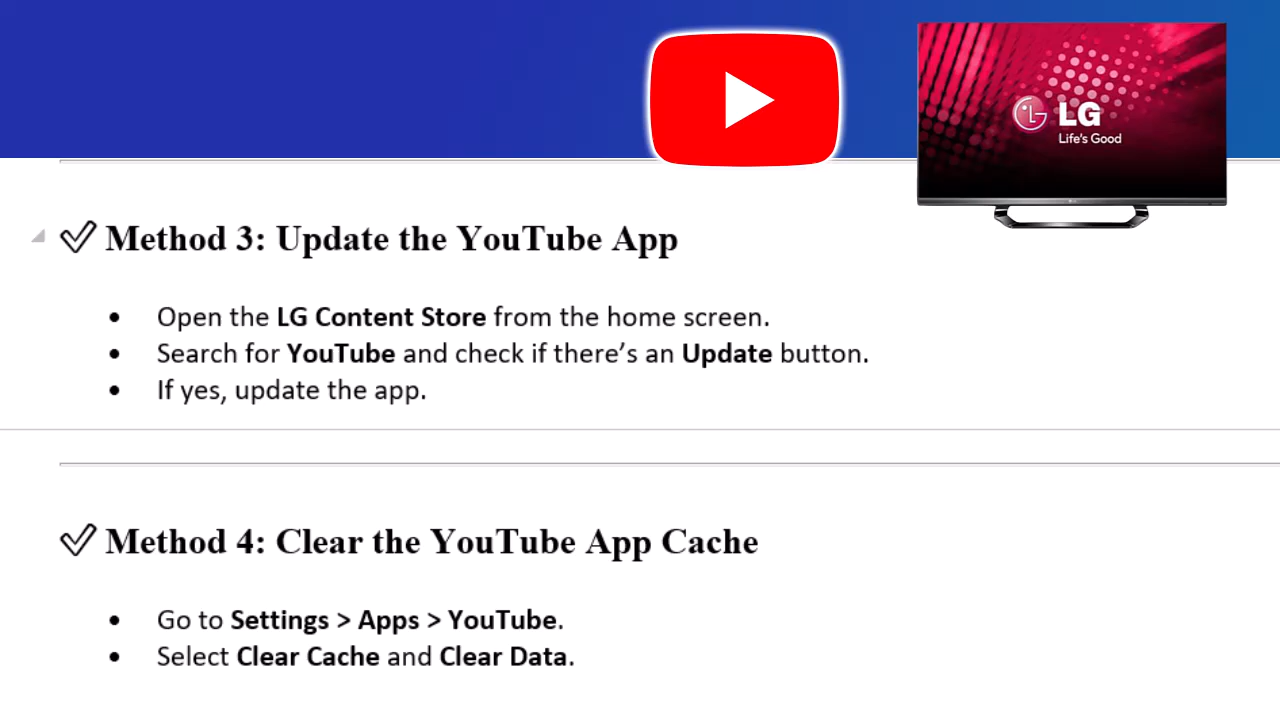 LG
Life's Good
✓ Method 3: Update the YouTube App
• Open the LG Content Store from the home screen.
• Search for YouTube and check if there’s an Update button.
• If yes, update the app.
✓ Method 4: Clear the YouTube App Cache
• Go to Settings > Apps > YouTube.
• Select Clear Cache and Clear Data.